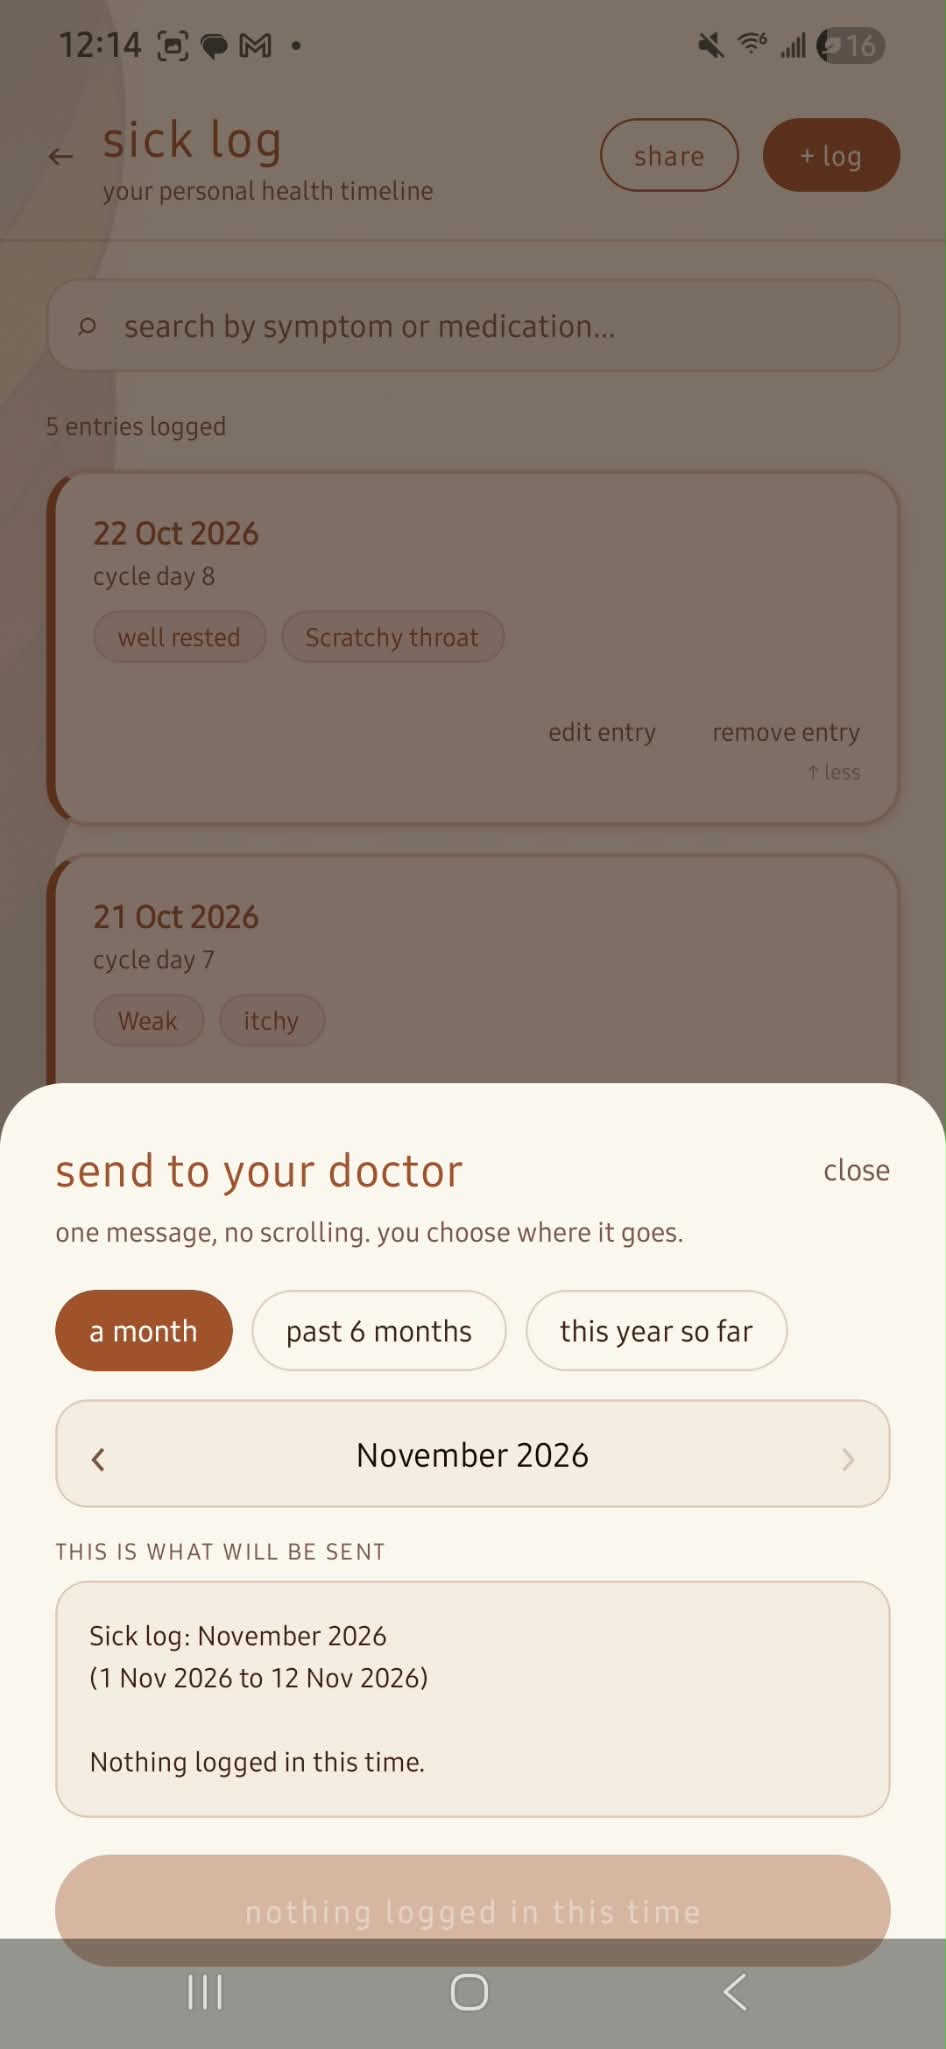 12:14
16
sick log
your personal health timeline
share
+ log
search by symptom or medication...
5 entries logged
22 Oct 2026
cycle day 8
well rested
Scratchy throat
edit entry
remove entry
↑ less
21 Oct 2026
cycle day 7
Weak
itchy
send to your doctor
close
one message, no scrolling. you choose where it goes.
a month
past 6 months
this year so far
November 2026
THIS IS WHAT WILL BE SENT
Sick log: November 2026
(1 Nov 2026 to 12 Nov 2026)
Nothing logged in this time.
nothing logged in this time